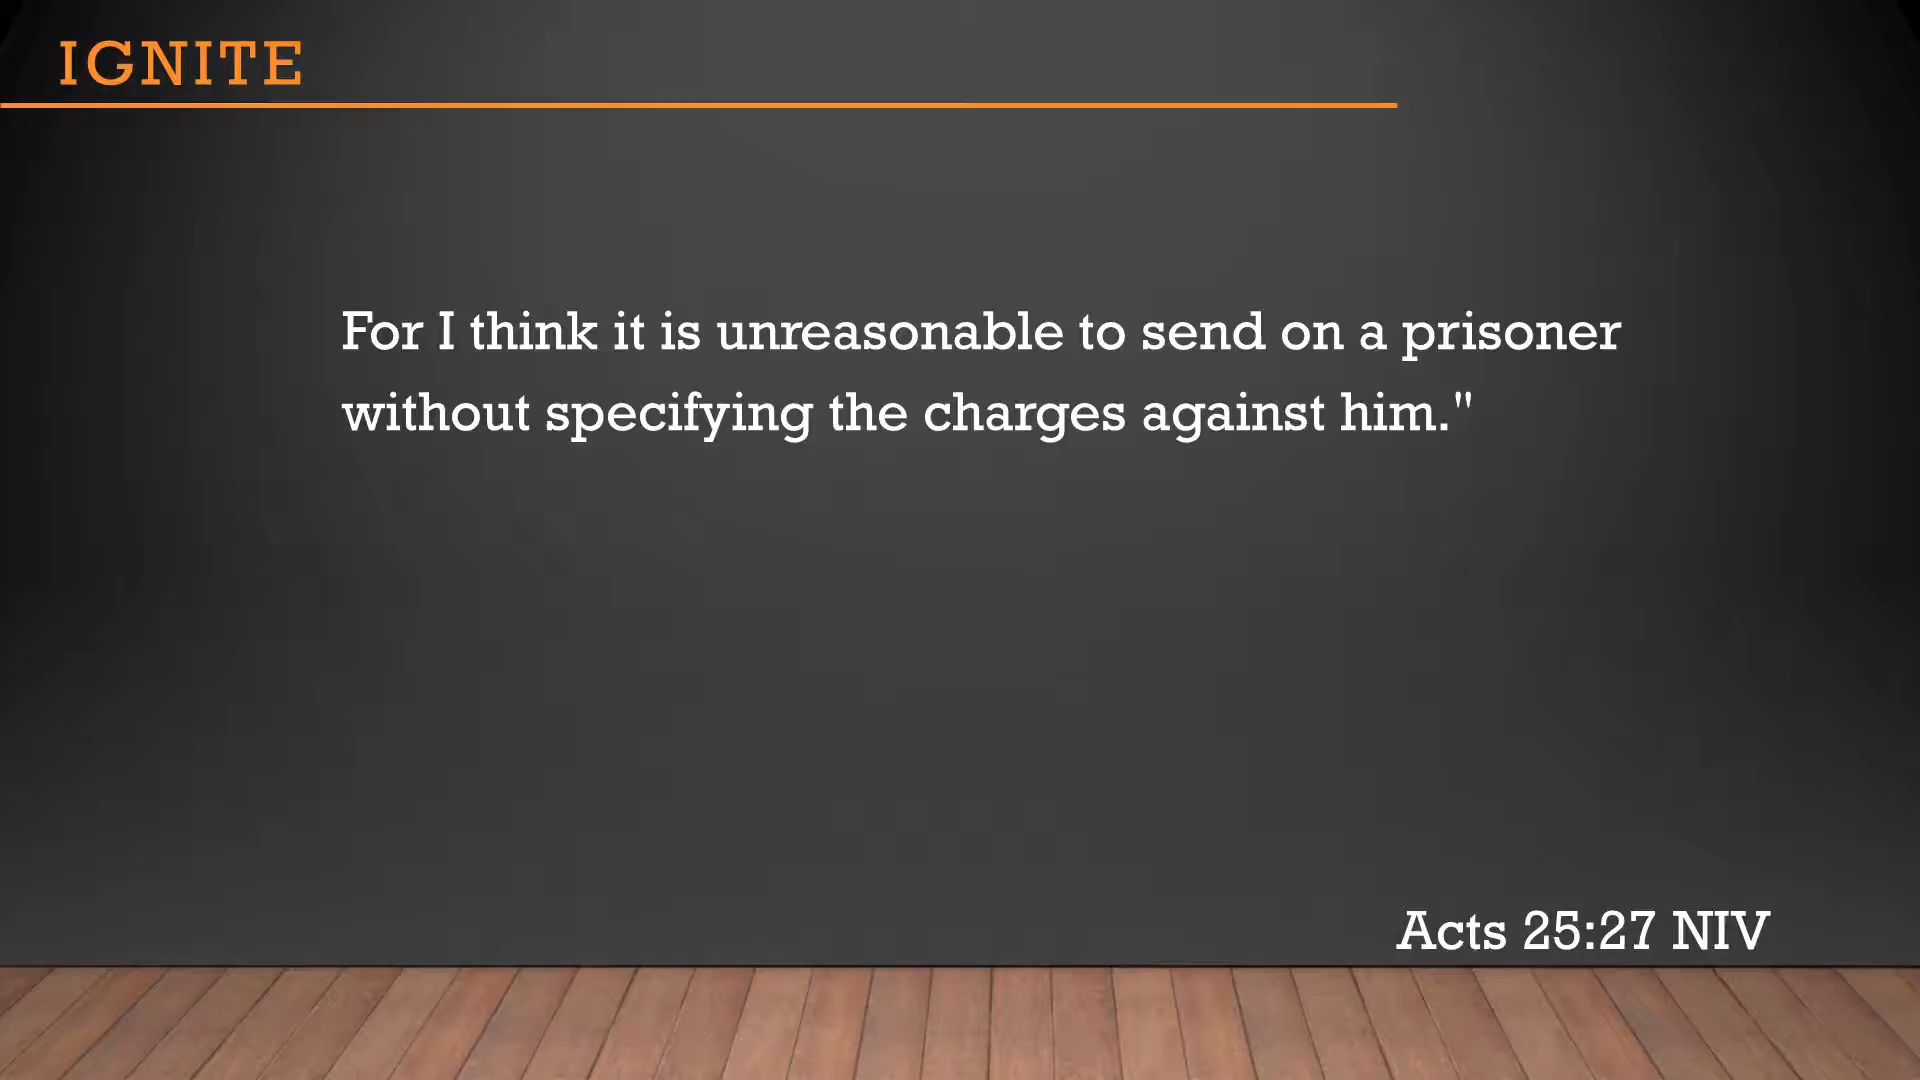 IGNITE
For I think it is unreasonable to send on a prisoner
without specifying the charges against him."
Acts 25:27 NIV